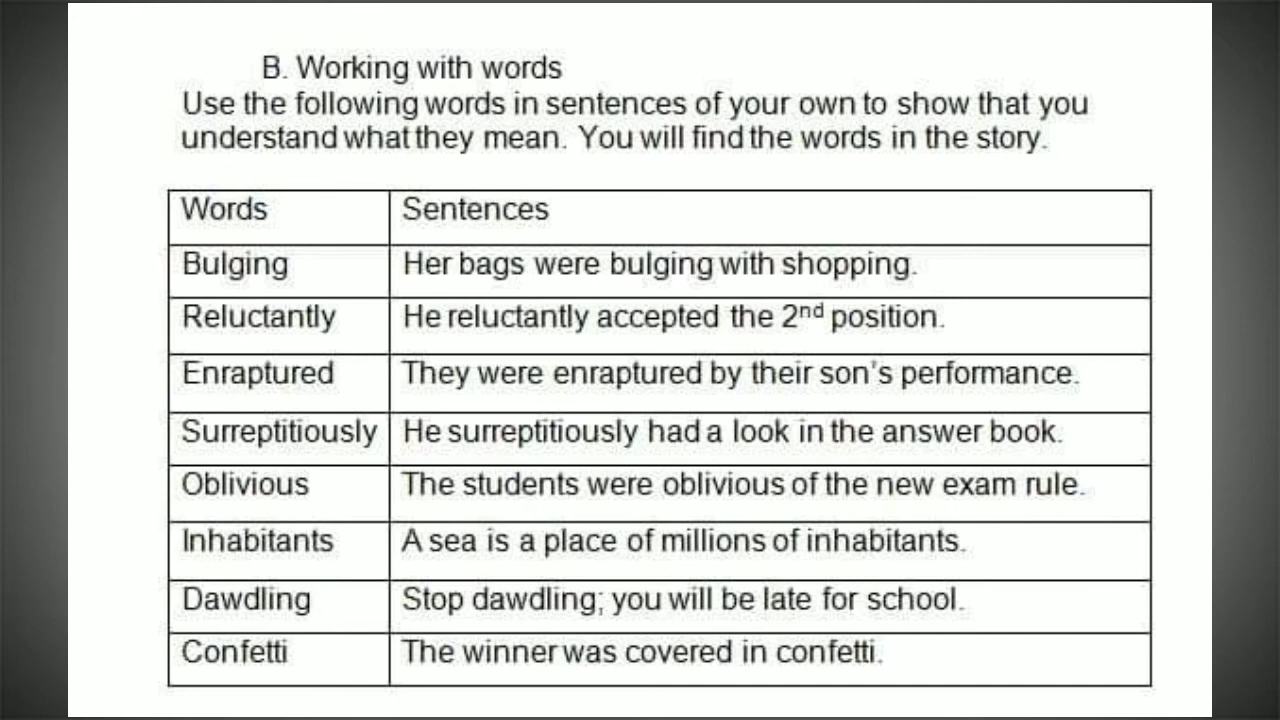 B. Working with words
Use the following words in sentences of your own to show that you
understand what they mean. You will find the words in the story.
Words Sentences
Bulging Her bags were bulging with shopping.
Reluctantly He reluctantly accepted the 2nd position.
Enraptured They were enraptured by their son's performance.
Surreptitiously He surreptitiously had a look in the answer book.
Oblivious The students were oblivious of the new exam rule.
Inhabitants A sea is a place of millions of inhabitants.
Dawdling Stop dawdling; you will be late for school.
Confetti The winner was covered in confetti.